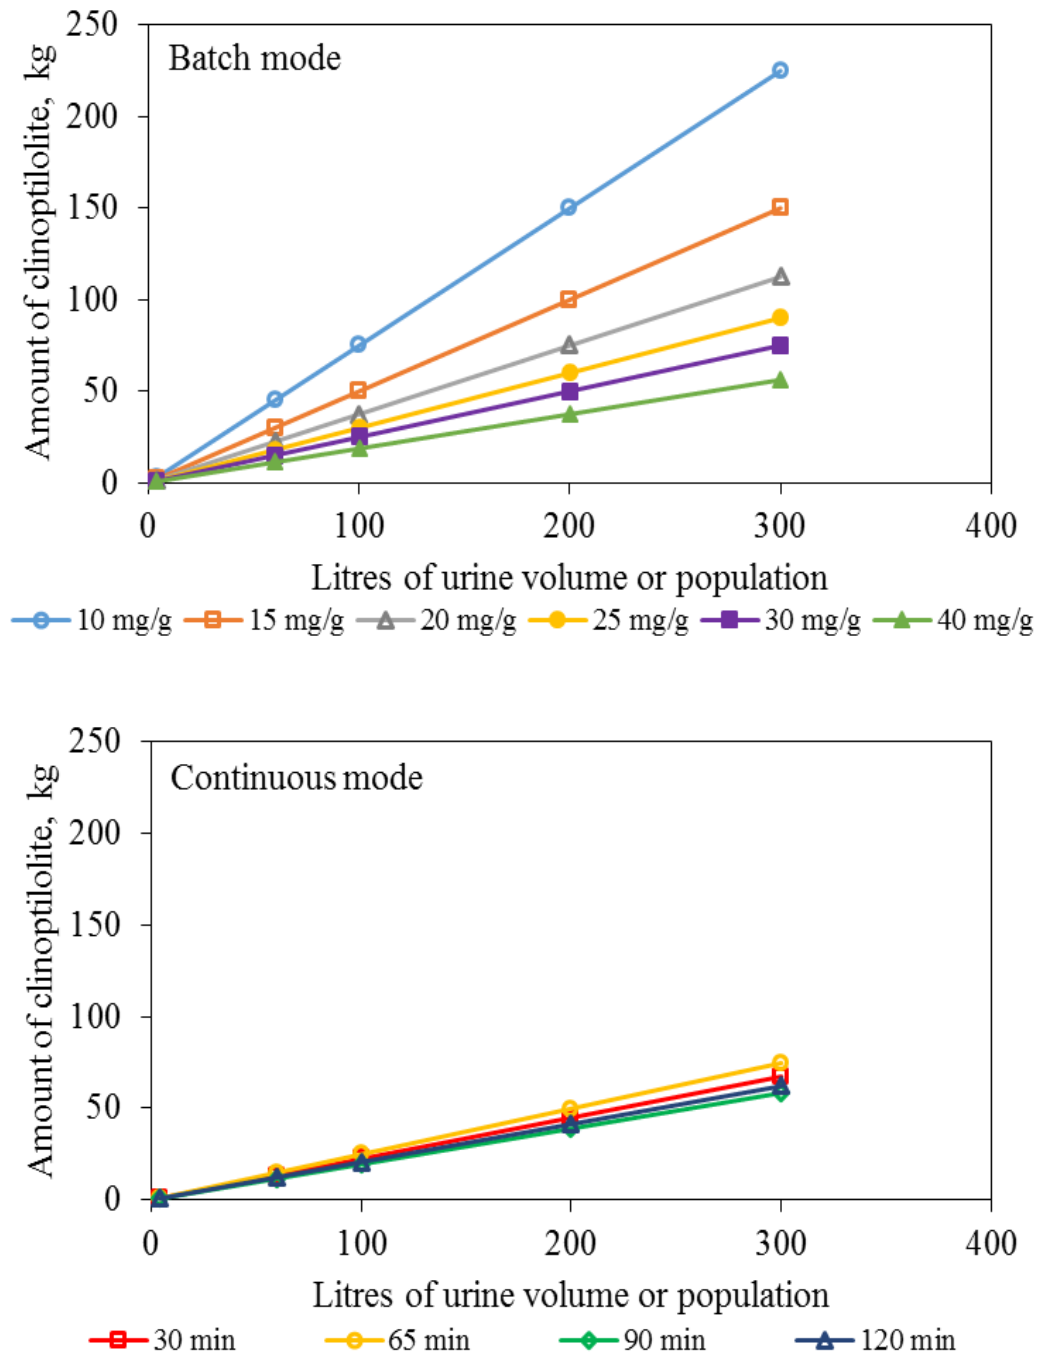 250
Batch mode
200
150
100
50
0
Amount of clinoptilolite, kg
0 100 200 300 400
Litres of urine volume or population
10 mg/g 15 mg/g 20 mg/g 25 mg/g 30 mg/g 40 mg/g
250
Continuous mode
200
150
100
50
0
Amount of clinoptilolite, kg
0 100 200 300 400
Litres of urine volume or population
30 min 65 min 90 min 120 min